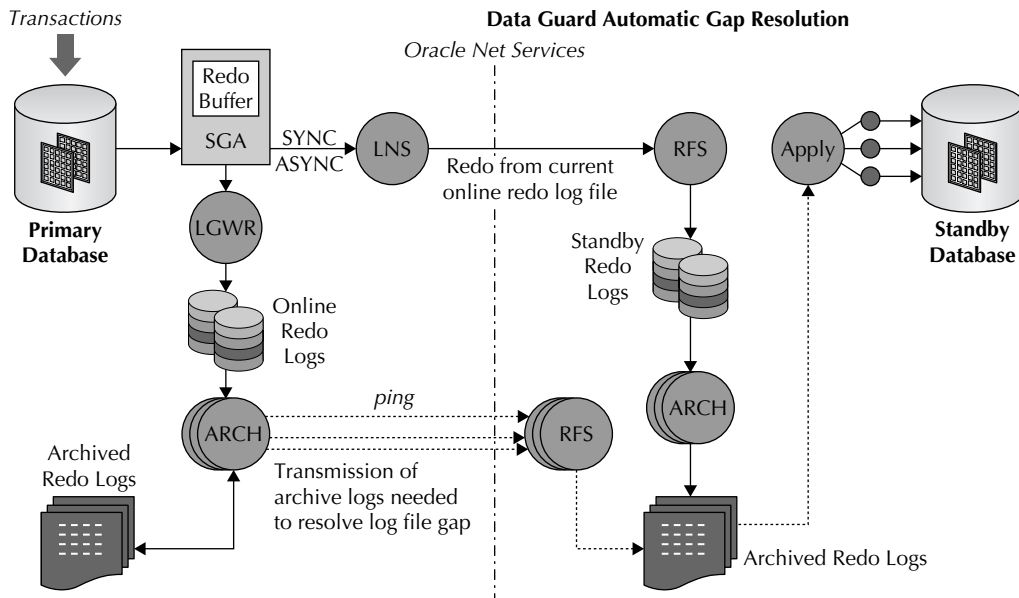 Transactions
Data Guard Automatic Gap Resolution
Oracle Net Services
Redo
Buffer
SGA
SYNC
ASYNC
LNS
Redo from current
online redo log file
RFS
Apply
Primary
Database
LGWR
Standby
Redo
Logs
Standby
Database
Online
Redo
Logs
ping
ARCH
RFS
ARCH
Archived
Redo Logs
Transmission of
archive logs needed
to resolve log file gap
Archived Redo Logs